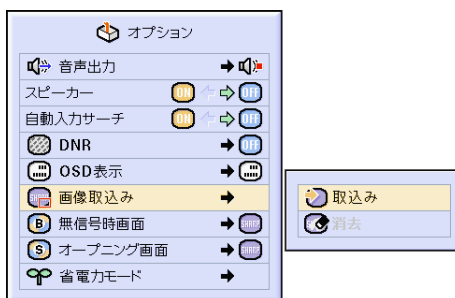 オプション
音声出力
スピーカー ON OFF
自動入力サーチ ON OFF
DNR OFF
OSD表示
画像取込み
取込み
消去
B 無信号時画面 SHARP
S オープニング画面 SHARP
省電力モード